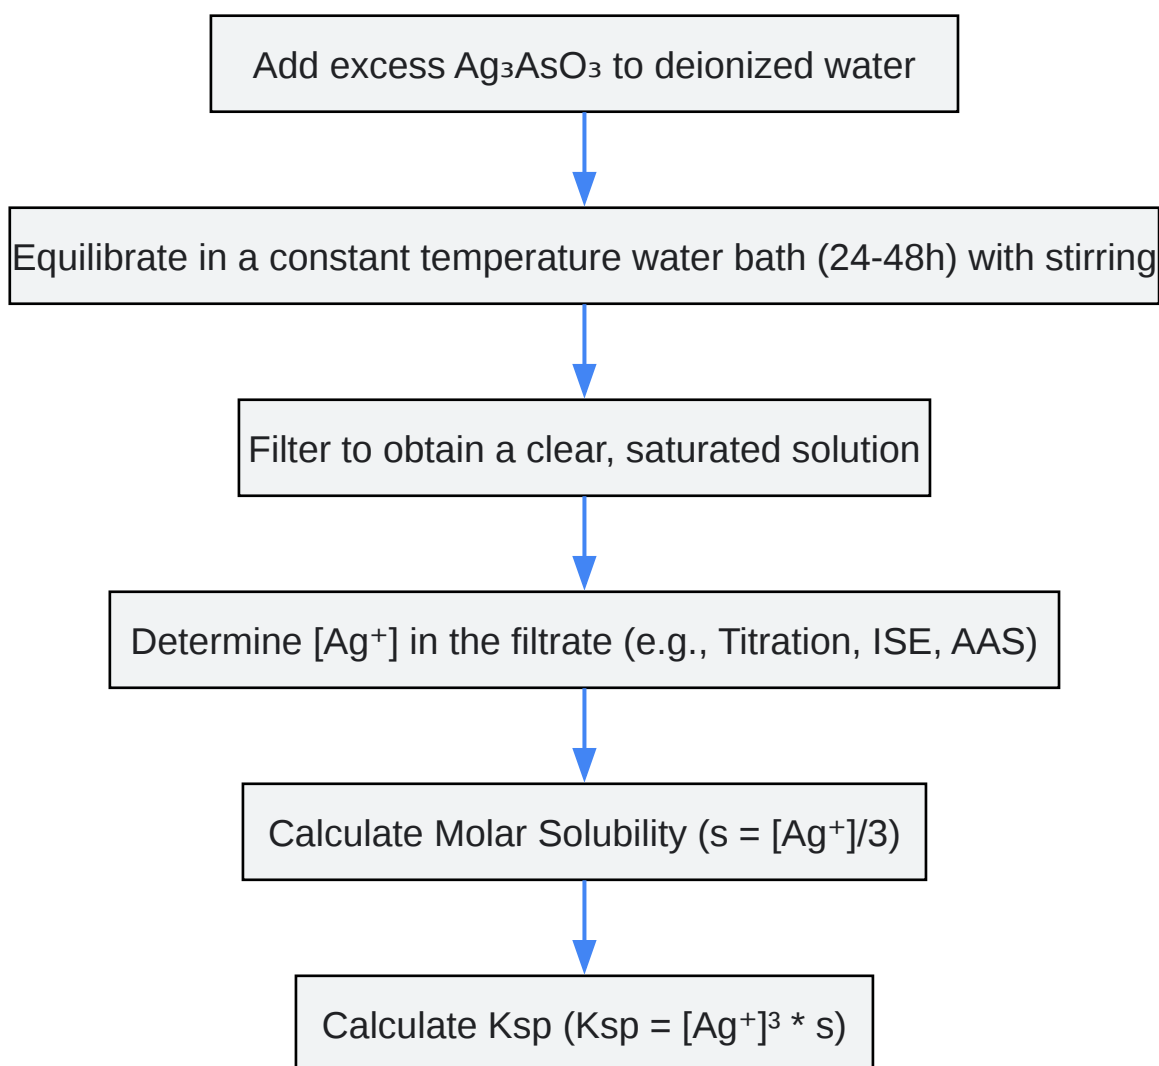 Add excess Ag₃AsO₃ to deionized water
Equilibrate in a constant temperature water bath (24-48h) with stirring
Filter to obtain a clear, saturated solution
Determine [Ag⁺] in the filtrate (e.g., Titration, ISE, AAS)
Calculate Molar Solubility (s = [Ag⁺]/3)
Calculate Ksp (Ksp = [Ag⁺]³ * s)